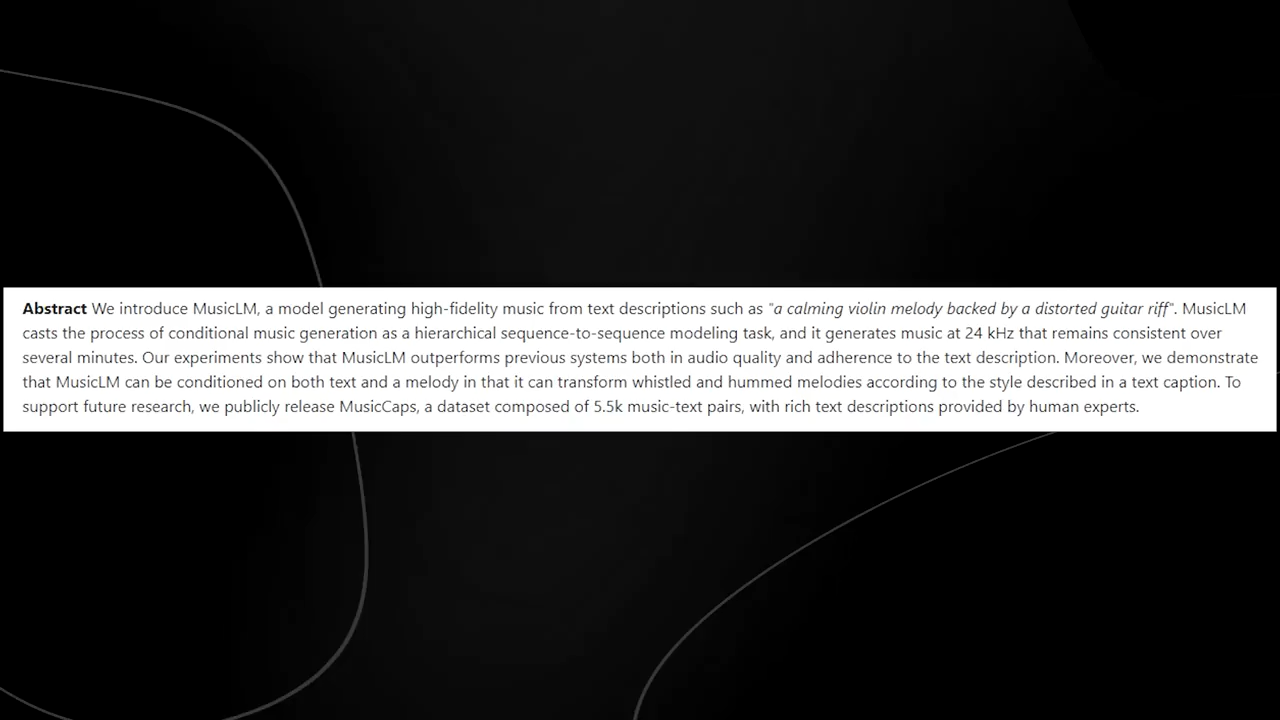 Abstract We introduce MusicLM, a model generating high-fidelity music from text descriptions such as "a calming violin melody backed by a distorted guitar riff". MusicLM
casts the process of conditional music generation as a hierarchical sequence-to-sequence modeling task, and it generates music at 24 kHz that remains consistent over
several minutes. Our experiments show that MusicLM outperforms previous systems both in audio quality and adherence to the text description. Moreover, we demonstrate
that MusicLM can be conditioned on both text and a melody in that it can transform whistled and hummed melodies according to the style described in a text caption. To
support future research, we publicly release MusicCaps, a dataset composed of 5.5k music-text pairs, with rich text descriptions provided by human experts.